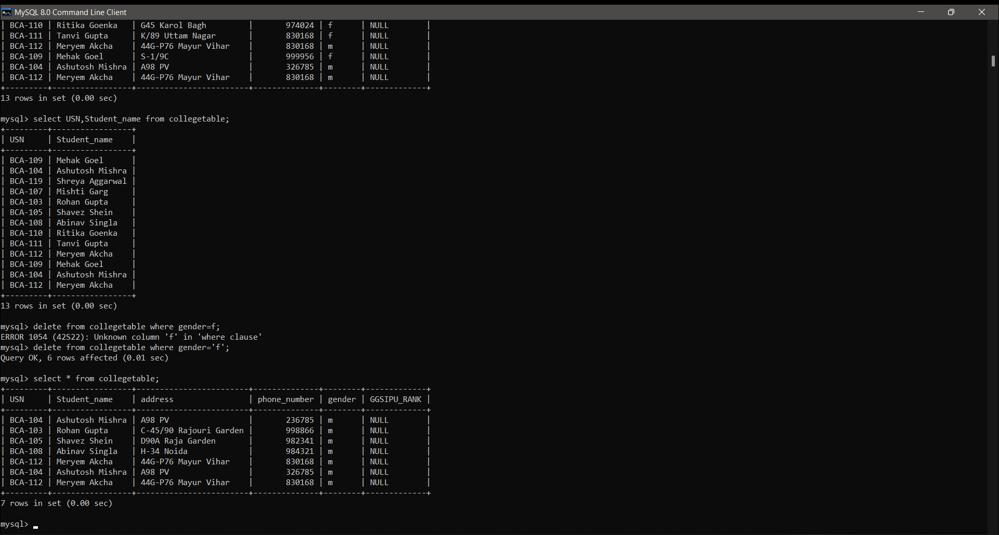 MySQL 8.0 Command Line Client
| BCA-110 | Ritika Goenka   | G45 Karol Bagh         |       974024 | f      | NULL        |
| BCA-111 | Tanvi Gupta     | K/89 Uttam Nagar       |       830168 | f      | NULL        |
| BCA-112 | Meryem Akcha    | 44G-P76 Mayur Vihar    |       830168 | m      | NULL        |
| BCA-109 | Mehak Goel      | S-1/9C                 |       999956 | f      | NULL        |
| BCA-104 | Ashutosh Mishra | A98 PV                 |       326785 | m      | NULL        |
| BCA-112 | Meryem Akcha    | 44G-P76 Mayur Vihar    |       830168 | m      | NULL        |
+---------+-----------------+------------------------+--------------+--------+-------------+
13 rows in set (0.00 sec)
mysql> select USN,Student_name from collegetable;
+---------+-----------------+
| USN     | Student_name    |
+---------+-----------------+
| BCA-109 | Mehak Goel      |
| BCA-104 | Ashutosh Mishra |
| BCA-119 | Shreya Aggarwal |
| BCA-107 | Mishti Garg     |
| BCA-103 | Rohan Gupta     |
| BCA-105 | Shavez Shein    |
| BCA-108 | Abinav Singla   |
| BCA-110 | Ritika Goenka   |
| BCA-111 | Tanvi Gupta     |
| BCA-112 | Meryem Akcha    |
| BCA-109 | Mehak Goel      |
| BCA-104 | Ashutosh Mishra |
| BCA-112 | Meryem Akcha    |
+---------+-----------------+
13 rows in set (0.00 sec)
mysql> delete from collegetable where gender=f;
ERROR 1054 (42S22): Unknown column 'f' in 'where clause'
mysql> delete from collegetable where gender='f';
Query OK, 6 rows affected (0.01 sec)
mysql> select * from collegetable;
+---------+-----------------+------------------------+--------------+--------+-------------+
| USN     | Student_name    | address                | phone_number | gender | GGSIPU_RANK |
+---------+-----------------+------------------------+--------------+--------+-------------+
| BCA-104 | Ashutosh Mishra | A98 PV                 |       236785 | m      | NULL        |
| BCA-103 | Rohan Gupta     | C-45/90 Rajouri Garden |       998866 | m      | NULL        |
| BCA-105 | Shavez Shein    | D90A Raja Garden       |       982341 | m      | NULL        |
| BCA-108 | Abinav Singla   | H-34 Noida             |       984321 | m      | NULL        |
| BCA-112 | Meryem Akcha    | 44G-P76 Mayur Vihar    |       830168 | m      | NULL        |
| BCA-104 | Ashutosh Mishra | A98 PV                 |       326785 | m      | NULL        |
| BCA-112 | Meryem Akcha    | 44G-P76 Mayur Vihar    |       830168 | m      | NULL        |
+---------+-----------------+------------------------+--------------+--------+-------------+
7 rows in set (0.00 sec)
mysql>